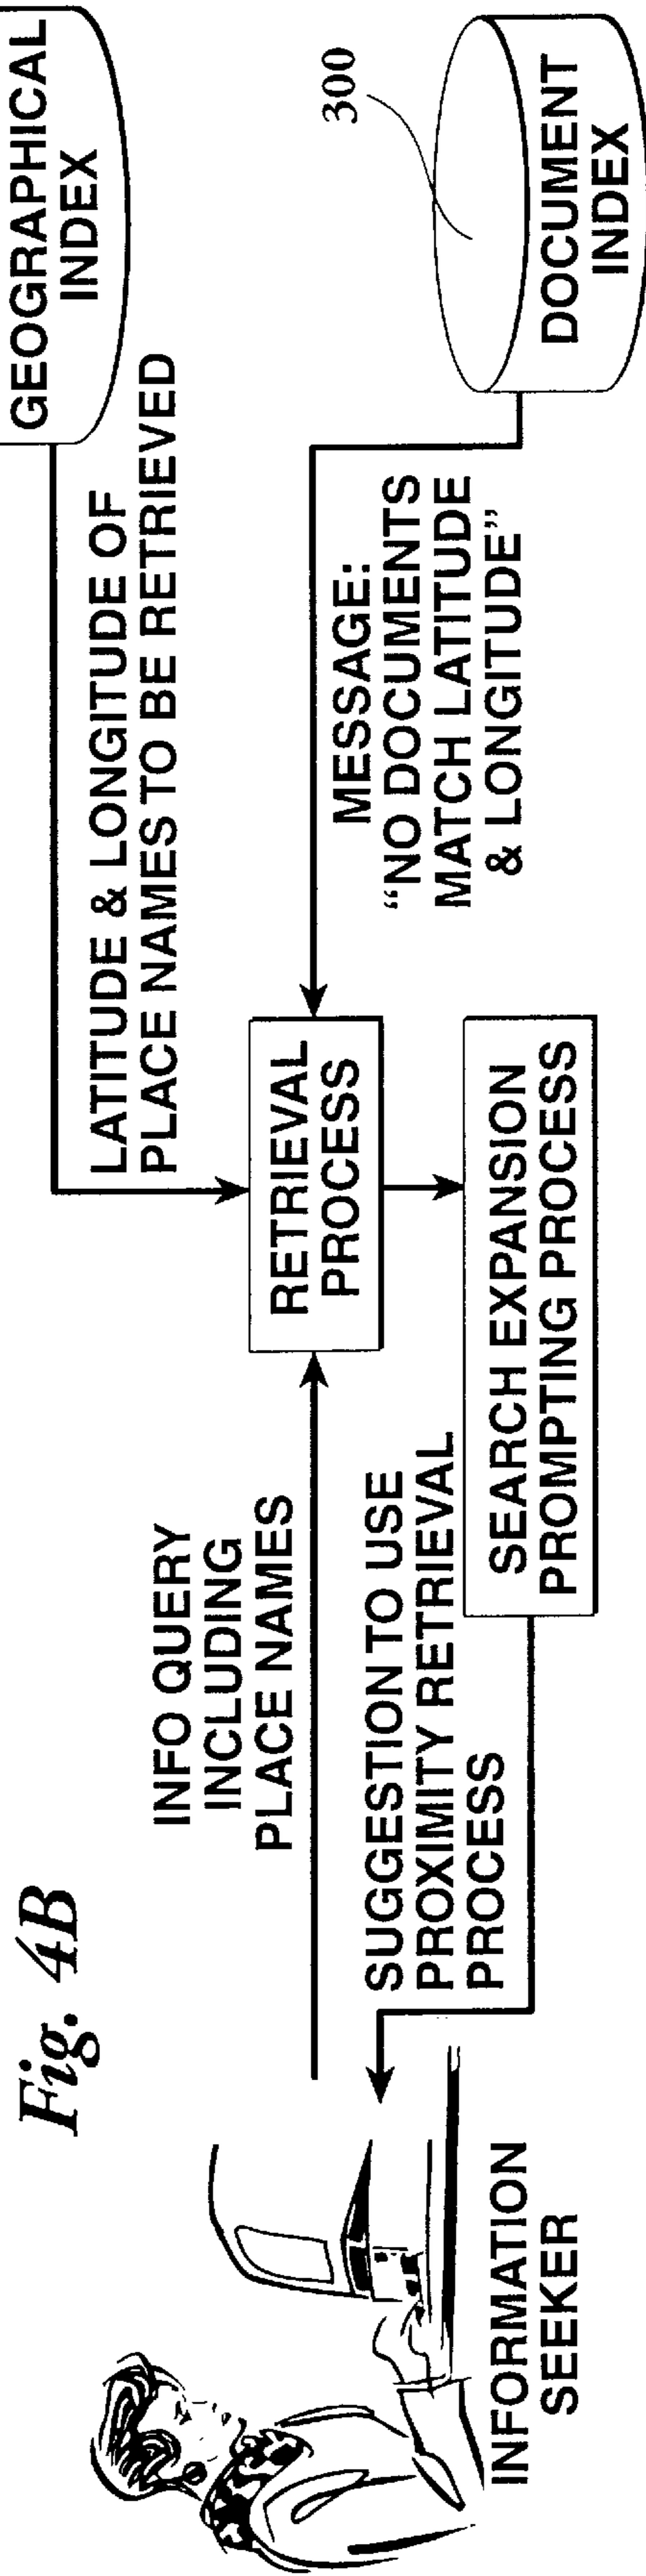 Fig. 4B
GEOGRAPHICAL
INDEX
LATITUDE & LONGITUDE OF
PLACE NAMES TO BE RETRIEVED
INFO QUERY
INCLUDING
PLACE NAMES
RETRIEVAL
PROCESS
300
MESSAGE:
“NO DOCUMENTS
MATCH LATITUDE
& LONGITUDE”
DOCUMENT
INDEX
SUGGESTION TO USE
PROXIMITY RETRIEVAL
PROCESS
SEARCH EXPANSION
PROMPTING PROCESS
INFORMATION
SEEKER